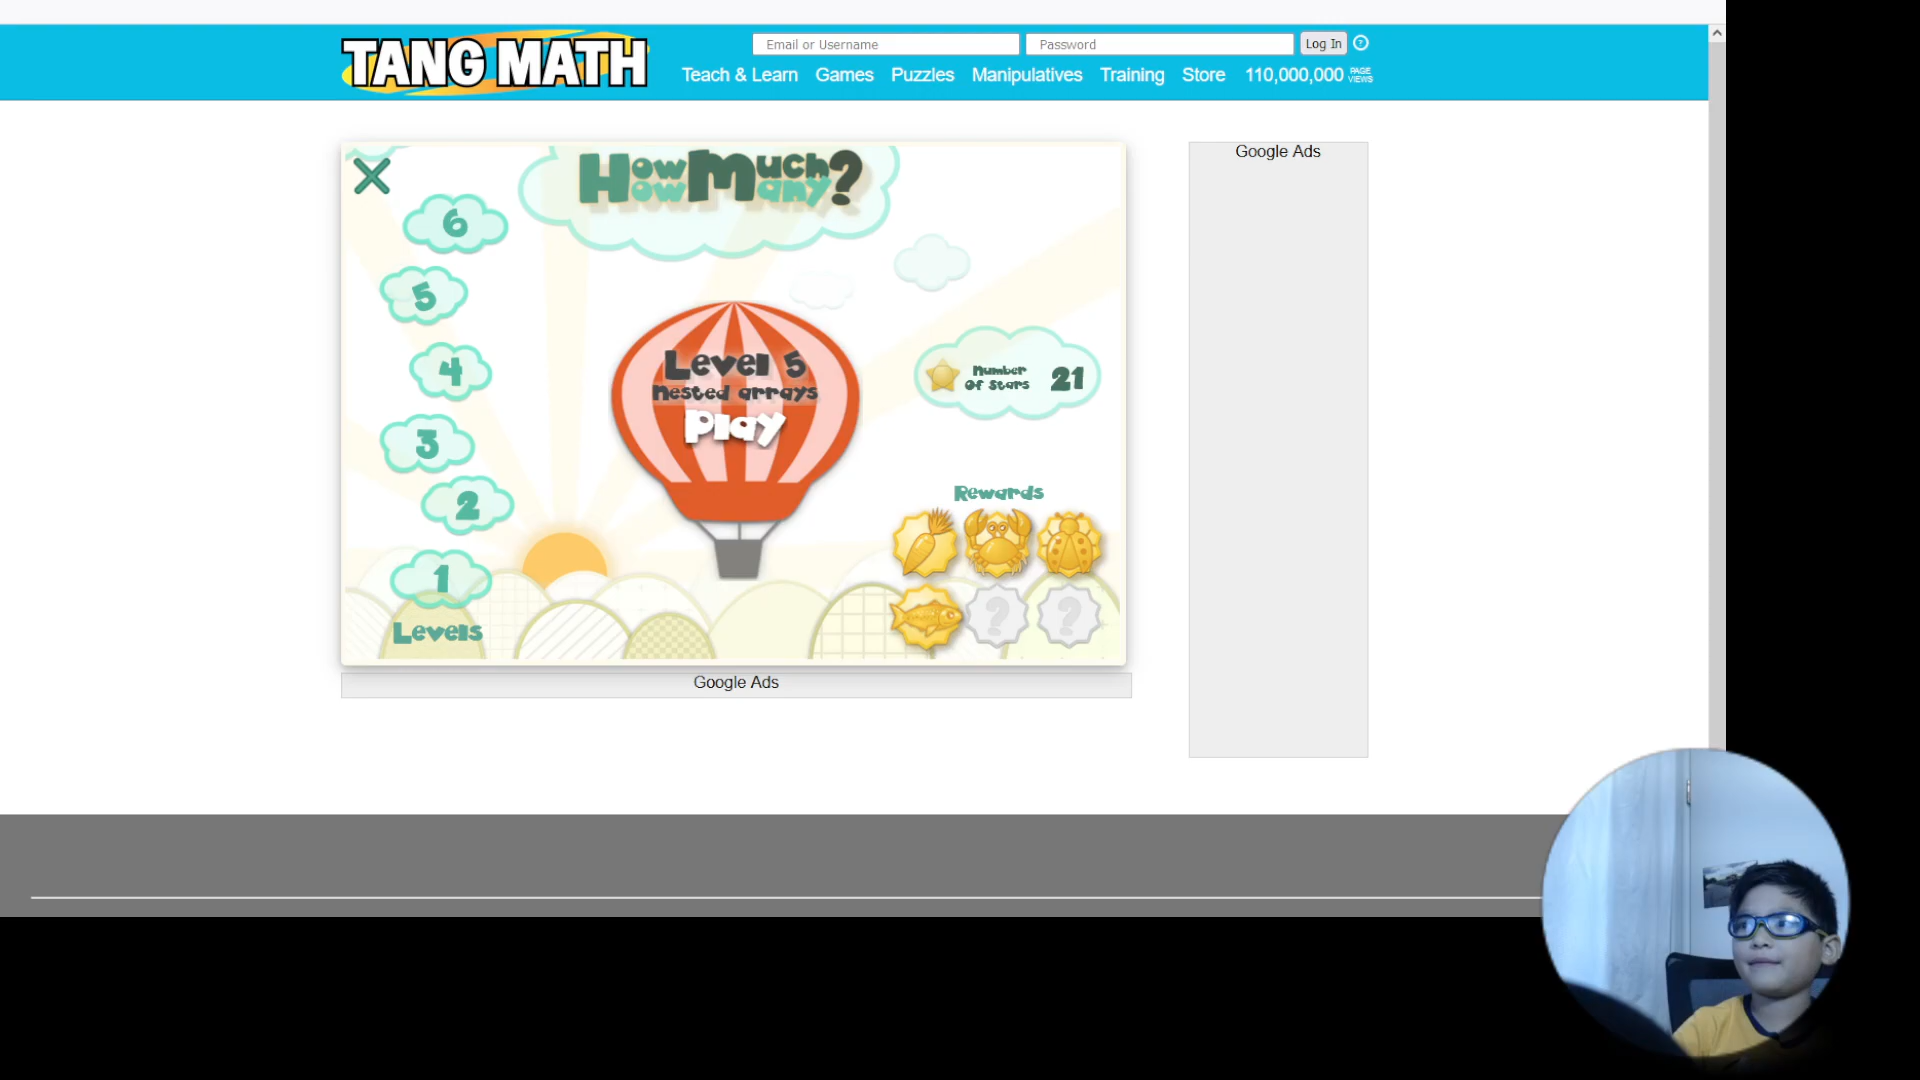 TANG MATH
Email or Username
Password
Log In
?
Teach & Learn
Games
Puzzles
Manipulatives
Training
Store
110,000,000 PAGE VIEWS
How Much?
How Many?
6
5
4
3
2
1
Levels
Level 5
nested arrays
Play
Number of Stars 21
Rewards
? ?
Google Ads
Google Ads